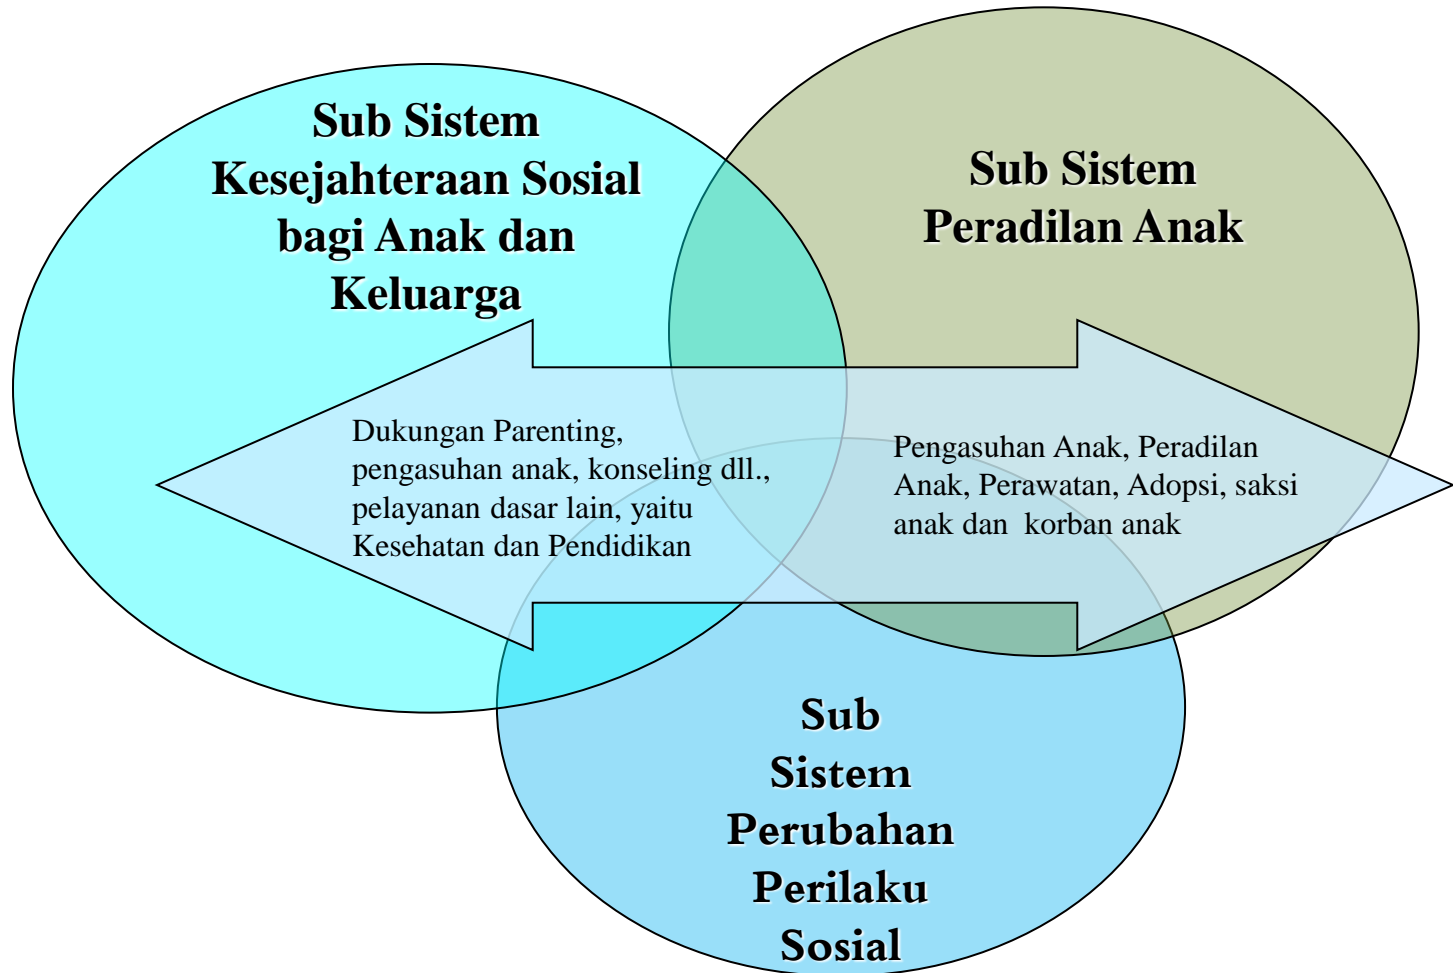 Sub Sistem
Kesejahteraan Sosial
bagi Anak dan
Keluarga
Sub Sistem
Peradilan Anak
Dukungan Parenting,
pengasuhan anak, konseling dll.,
pelayanan dasar lain, yaitu
Kesehatan dan Pendidikan
Pengasuhan Anak, Peradilan
Anak, Perawatan, Adopsi, saksi
anak dan  korban anak
Sub
Sistem
Perubahan
Perilaku
Sosial